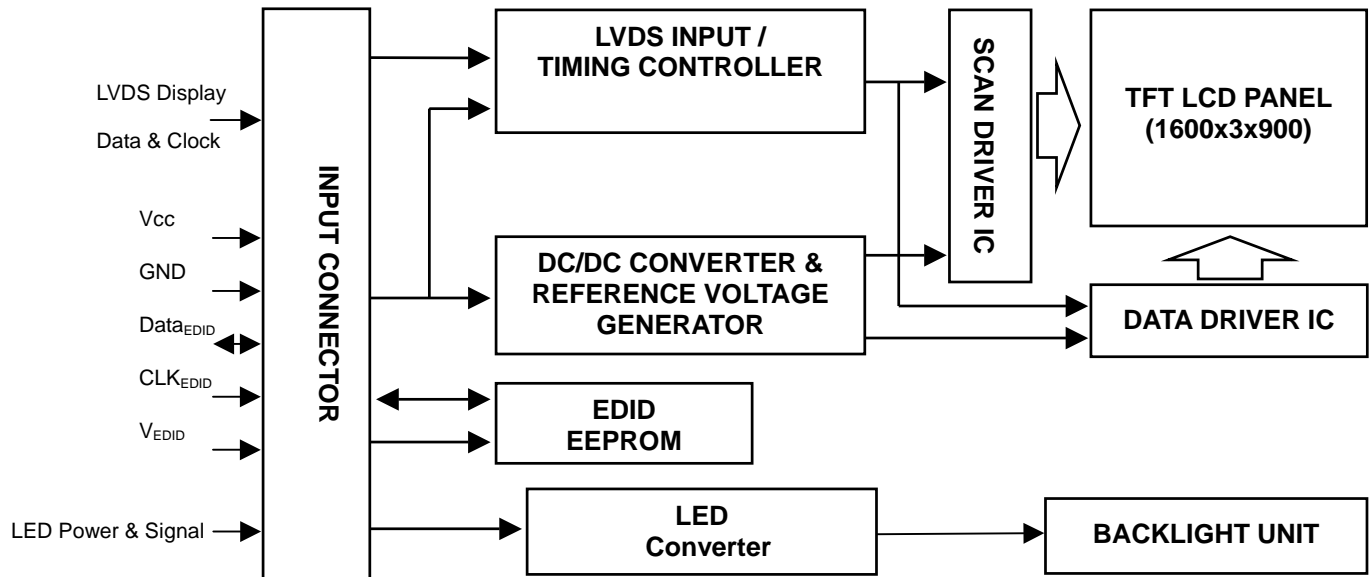 LVDS Display
Data & Clock
Vcc
GND
DataEDID
CLKEDID
VEDID
LED Power & Signal
INPUT CONNECTOR
LVDS INPUT /
TIMING CONTROLLER
DC/DC CONVERTER &
REFERENCE VOLTAGE
GENERATOR
EDID
EEPROM
LED
Converter
SCAN DRIVER IC
TFT LCD PANEL
(1600x3x900)
DATA DRIVER IC
BACKLIGHT UNIT